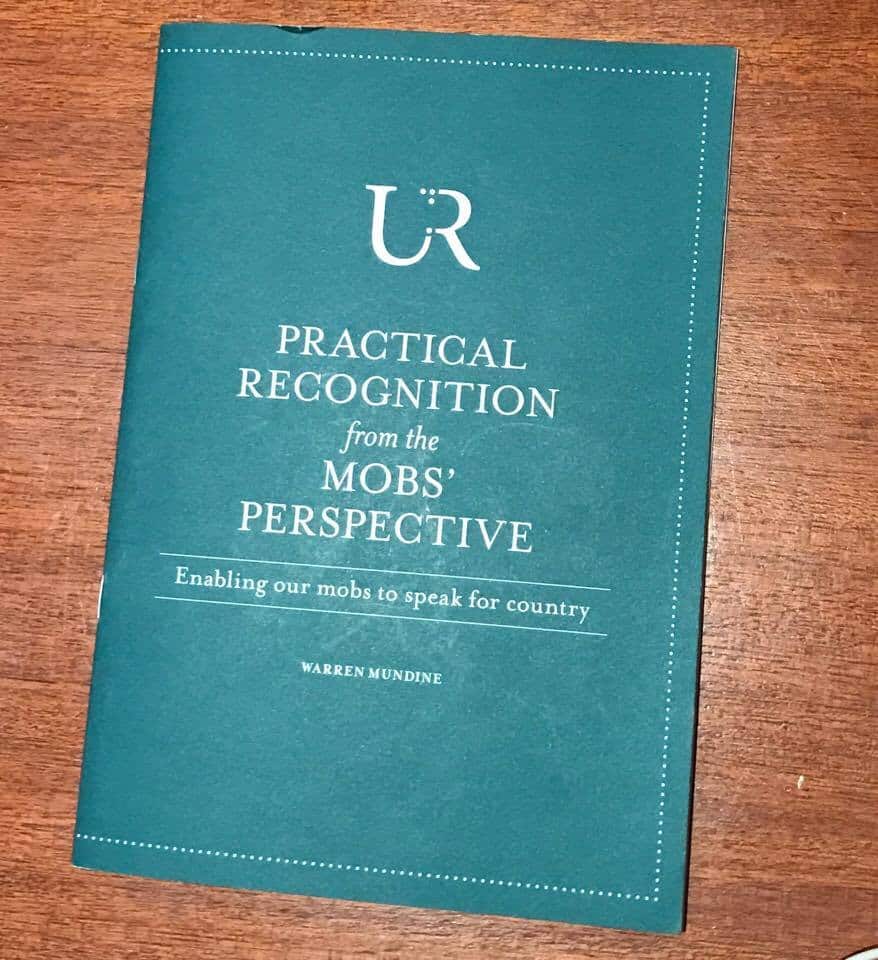 UR
PRACTICAL
RECOGNITION
from the
MOBS’
PERSPECTIVE
Enabling our mobs to speak for country
WARREN MUNDINE